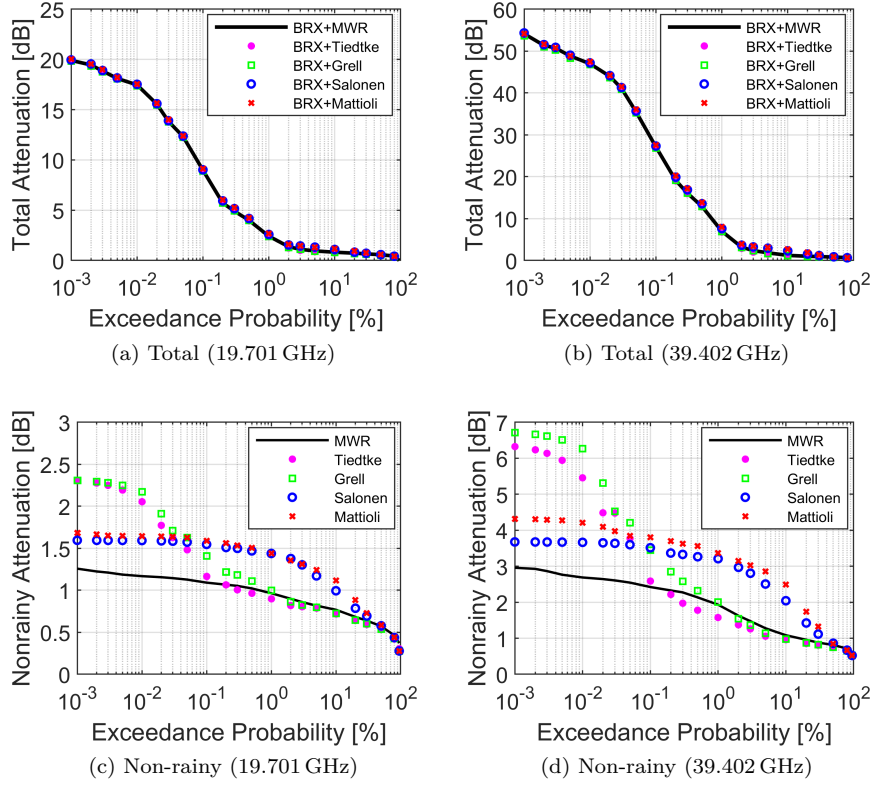 Total Attenuation [dB]
25
20
15
10
5
0
BRX+MWR
BRX+Tiedtke
BRX+Grell
BRX+Salonen
BRX+Mattioli
10^-3 10^-2 10^-1 10^0 10^1 10^2
Exceedance Probability [%]
(a) Total (19.701 GHz)
Total Attenuation [dB]
60
50
40
30
20
10
0
BRX+MWR
BRX+Tiedtke
BRX+Grell
BRX+Salonen
BRX+Mattioli
10^-3 10^-2 10^-1 10^0 10^1 10^2
Exceedance Probability [%]
(b) Total (39.402 GHz)
Nonrainy Attenuation [dB]
3
2.5
2
1.5
1
0.5
0
MWR
Tiedtke
Grell
Salonen
Mattioli
10^-3 10^-2 10^-1 10^0 10^1 10^2
Exceedance Probability [%]
(c) Non-rainy (19.701 GHz)
Nonrainy Attenuation [dB]
7
6
5
4
3
2
1
0
MWR
Tiedtke
Grell
Salonen
Mattioli
10^-3 10^-2 10^-1 10^0 10^1 10^2
Exceedance Probability [%]
(d) Non-rainy (39.402 GHz)